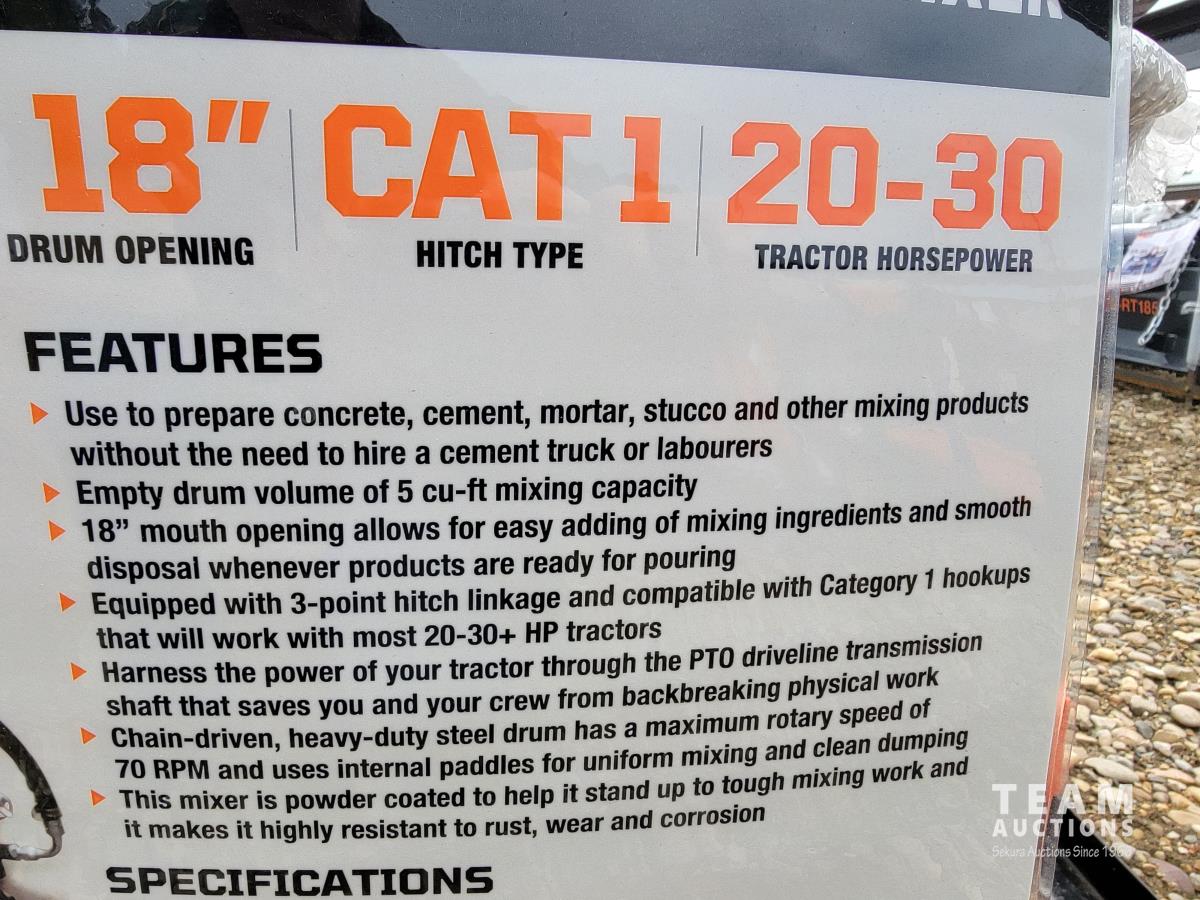 18" CAT 1 20-30
DRUM OPENING HITCH TYPE TRACTOR HORSEPOWER
FEATURES
Use to prepare concrete, cement, mortar, stucco and other mixing products
without the need to hire a cement truck or labourers
Empty drum volume of 5 cu-ft mixing capacity
18” mouth opening allows for easy adding of mixing ingredients and smooth
disposal whenever products are ready for pouring
Equipped with 3-point hitch linkage and compatible with Category 1 hookups
that will work with most 20-30+ HP tractors
Harness the power of your tractor through the PTO driveline transmission
shaft that saves you and your crew from backbreaking physical work
Chain-driven, heavy-duty steel drum has a maximum rotary speed of
70 RPM and uses internal paddles for uniform mixing and clean dumping
This mixer is powder coated to help it stand up to tough mixing work and
it makes it highly resistant to rust, wear and corrosion
SPECIFICATIONS
TEAM
AUCTIONS
Sekura Auctions Since 1966